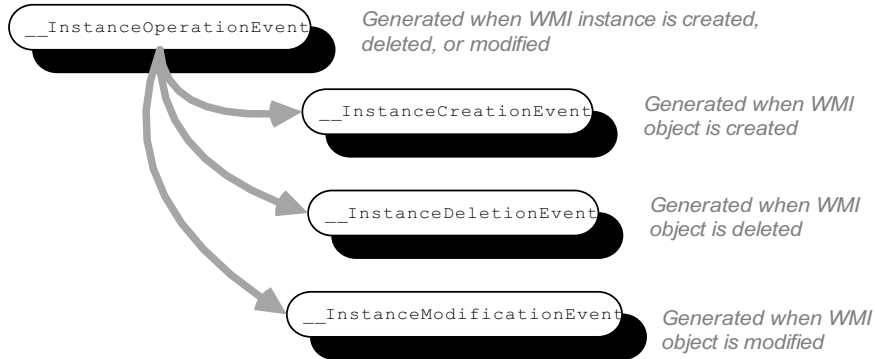 __InstanceOperationEvent
Generated when WMI instance is created,
deleted, or modified
__InstanceCreationEvent
Generated when WMI
object is created
__InstanceDeletionEvent
Generated when WMI
object is deleted
__InstanceModificationEvent
Generated when WMI
object is modified